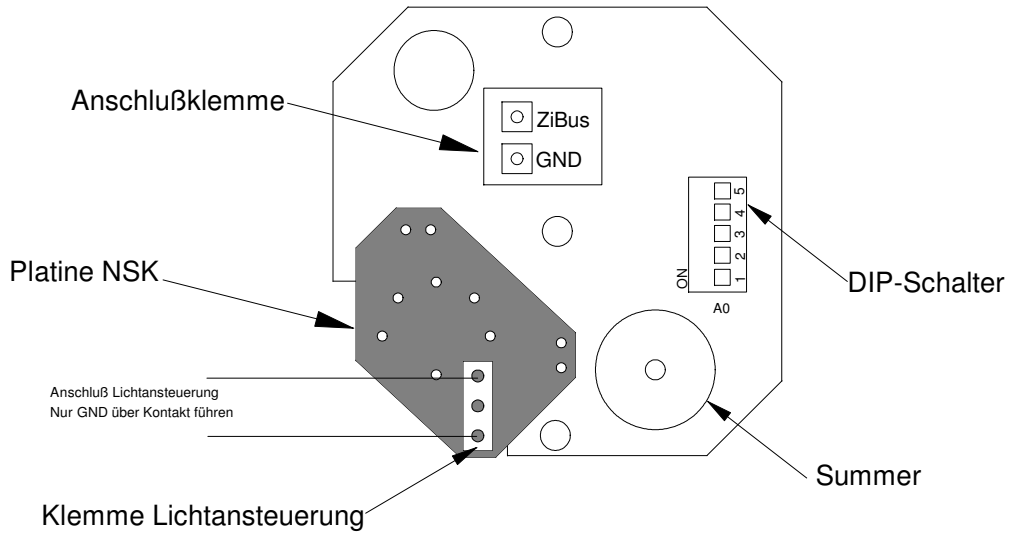 Anschlußklemme
ZiBus
GND
5
4
3
2
1
ON
A0
DIP-Schalter
Platine NSK
Anschluß Lichtansteuerung
Nur GND über Kontakt führen
Summer
Klemme Lichtansteuerung